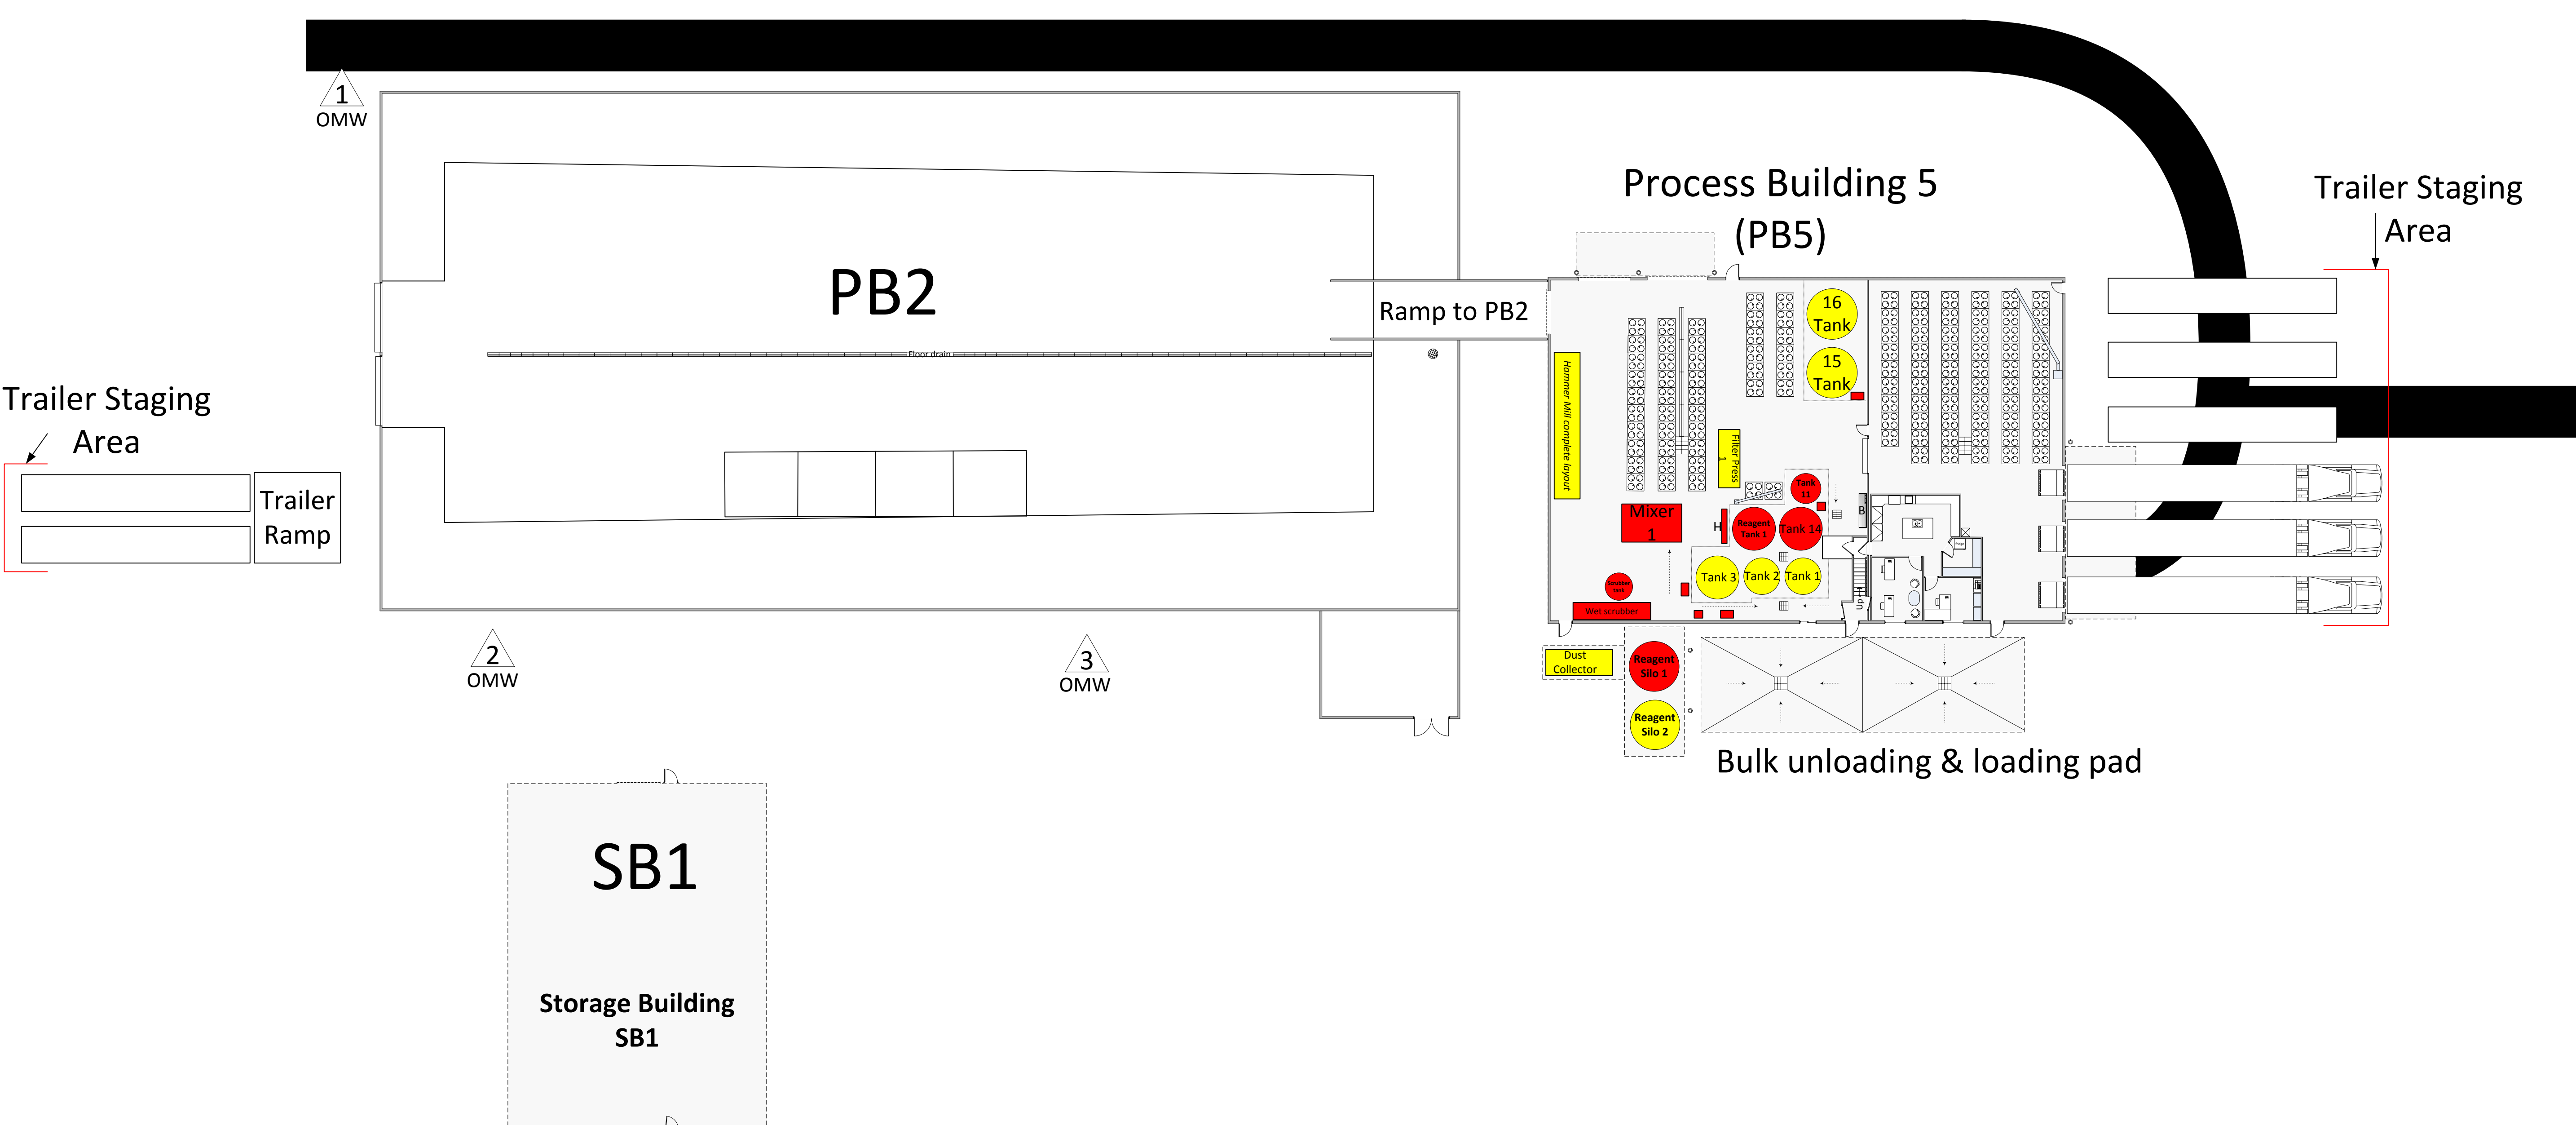 1
OMW
Process Building 5
(PB5)
Trailer Staging
Area
PB2
Ramp to PB2
Floor drain
16
Tank
15
Tank
Hammer Mill complete layout
Filter Press
1
Trailer Staging
Area
Trailer
Ramp
Mixer
1
H
Tank
11
Reagent
Tank 1
Tank 14
B
Tank 3
Tank 2
Tank 1
Up
Scrubber
tank
Wet scrubber
Dust
Collector
Reagent
Silo 1
Reagent
Silo 2
Bulk unloading & loading pad
2
OMW
3
OMW
SB1
Storage Building
SB1